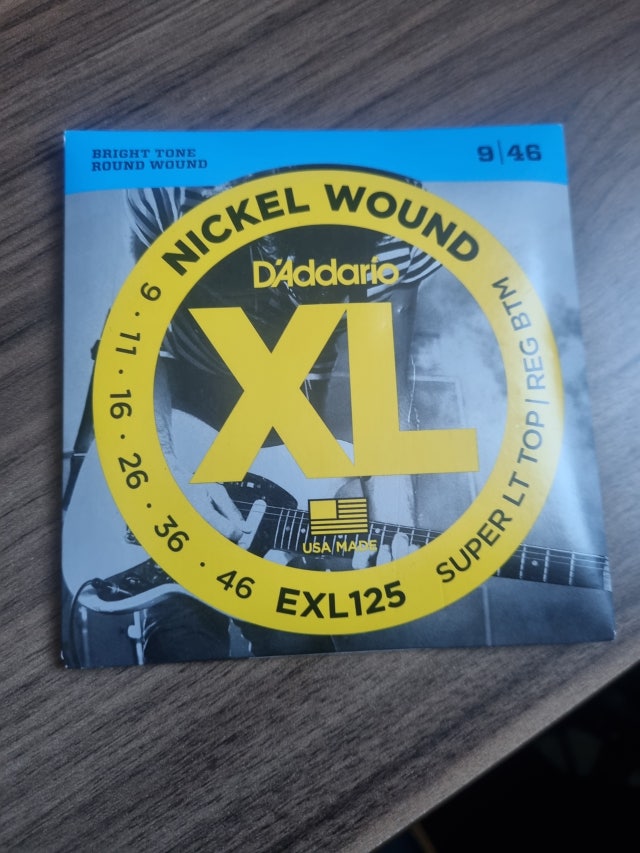 BRIGHT TONE
ROUND WOUND
9|46
NICKEL WOUND
D'Addario
XL
USA MADE
9 · 11 · 16 · 26 · 36 · 46
EXL125
SUPER LT TOP | REG BTM